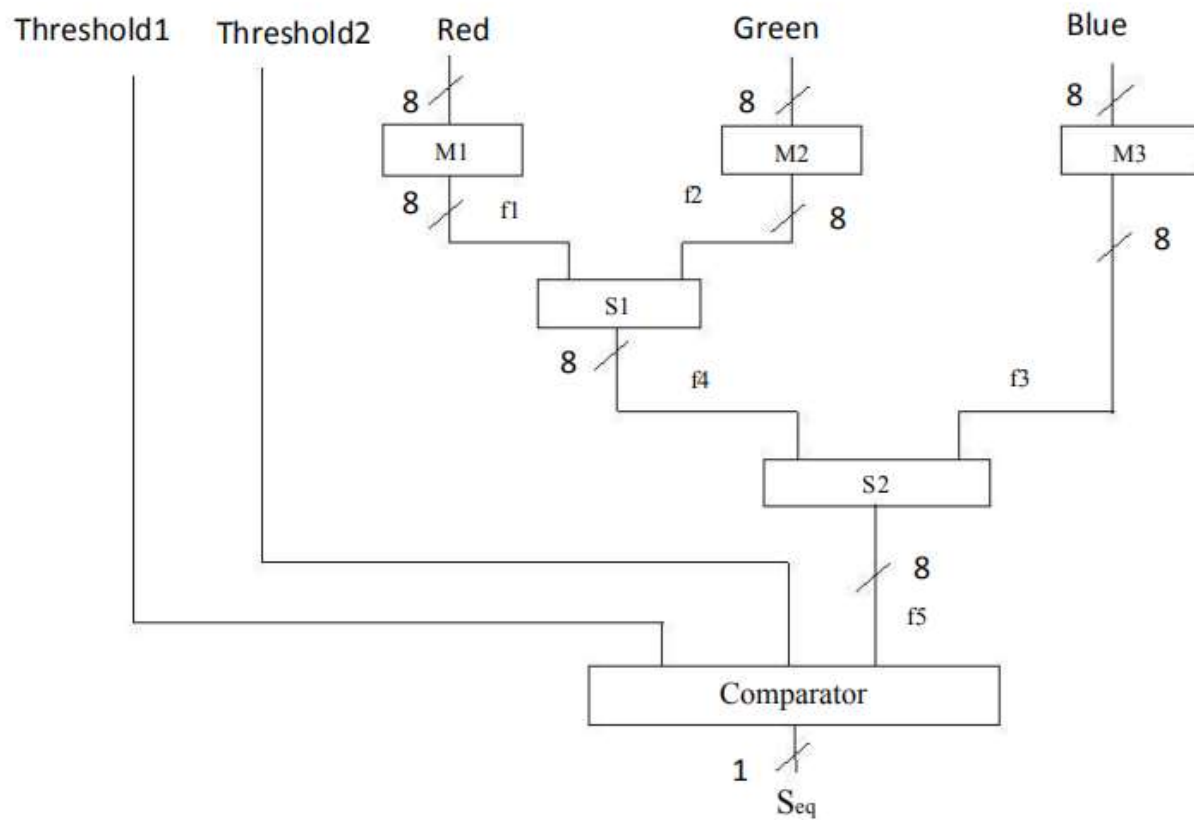 Threshold1 Threshold2 Red Green Blue
8 8 8
M1 M2 M3
8 f1 f2 8 8
S1
8 f4 f3
S2
8
f5
Comparator
1
Seq